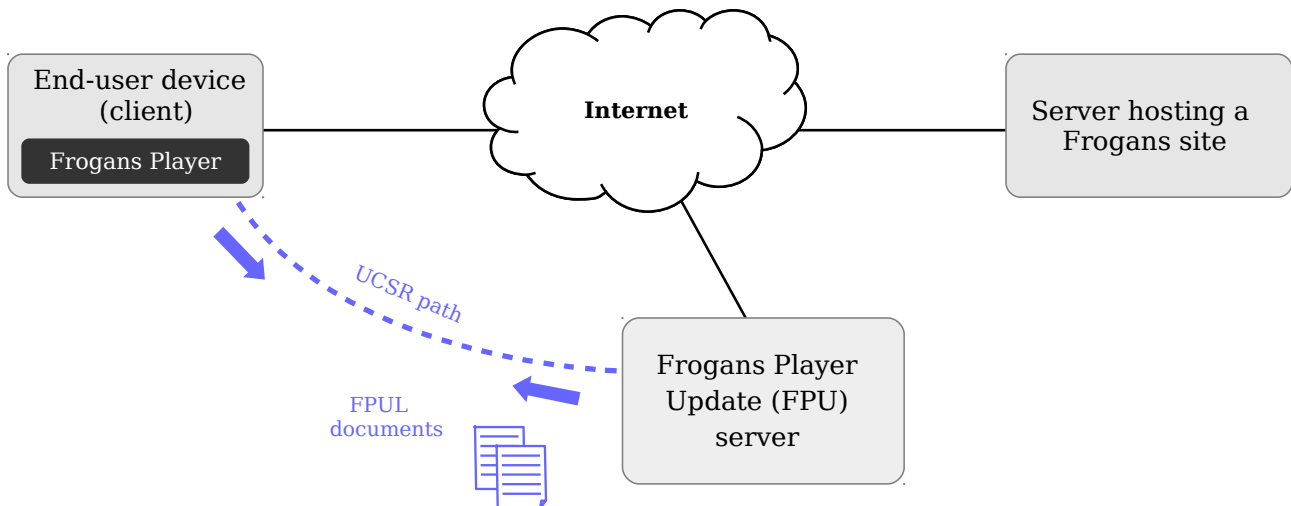 End-user device
(client)
Frogans Player
Internet
Server hosting a
Frogans site
UCSR path
Frogans Player
Update (FPU)
server
FPUL
documents